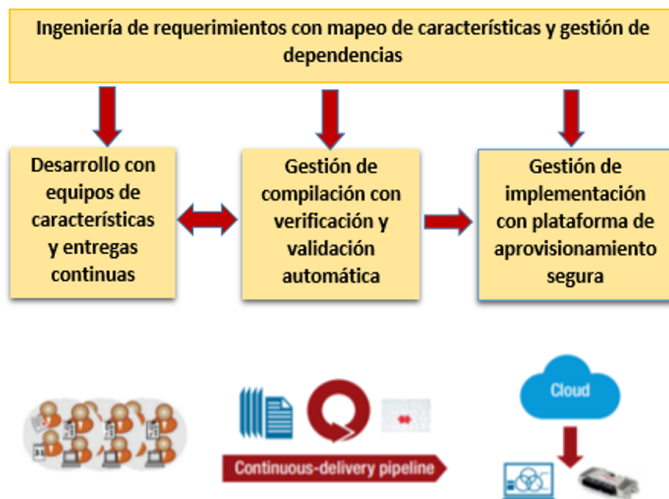 Ingeniería de requerimientos con mapeo de características y gestión de
dependencias
Desarrollo con
equipos de
características
y entregas
continuas
Gestión de
compilación con
verificación y
validación
automática
Gestión de
implementación
con plataforma de
aprovisionamiento
segura
Continuous-delivery pipeline
Cloud